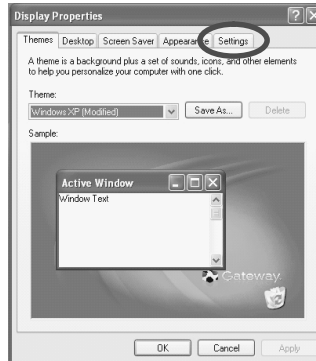 Display Properties
Themes Desktop Screen Saver Appearance Settings
A theme is a background plus a set of sounds, icons, and other elements
to help you personalize your computer with one click.
Theme:
Windows XP (Modified) Save As... Delete
Sample:
Active Window
Window Text
Gateway
OK Cancel Apply